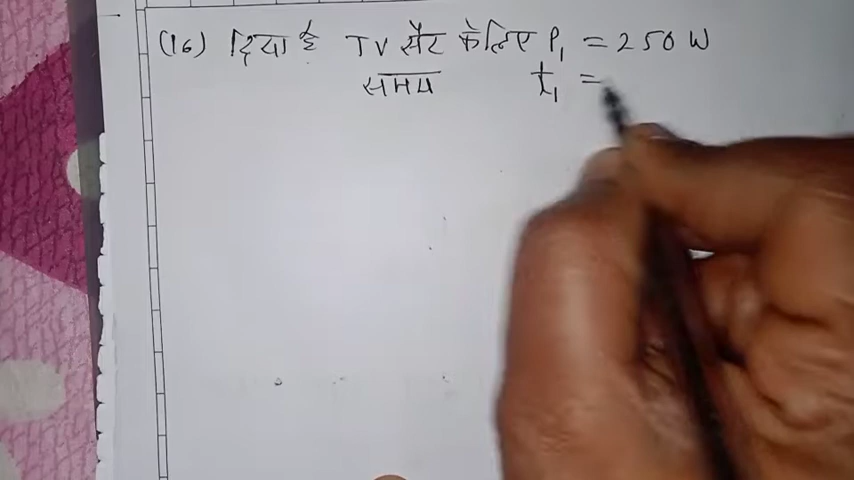 (16) दिया है TV सेट के लिए P₁ = 250 W
समय t₁ =